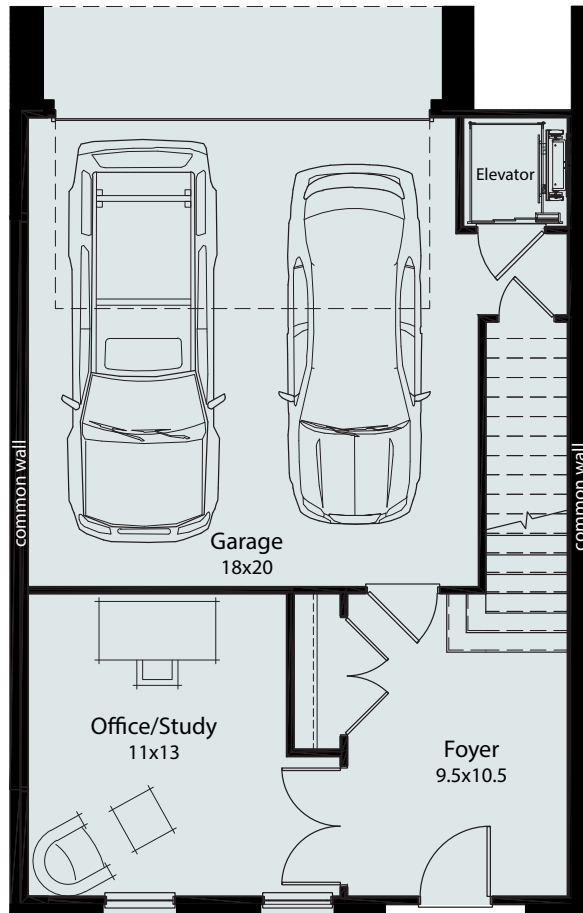 Elevator
common wall
common wall
Garage
18x20
Office/Study
11x13
Foyer
9.5x10.5